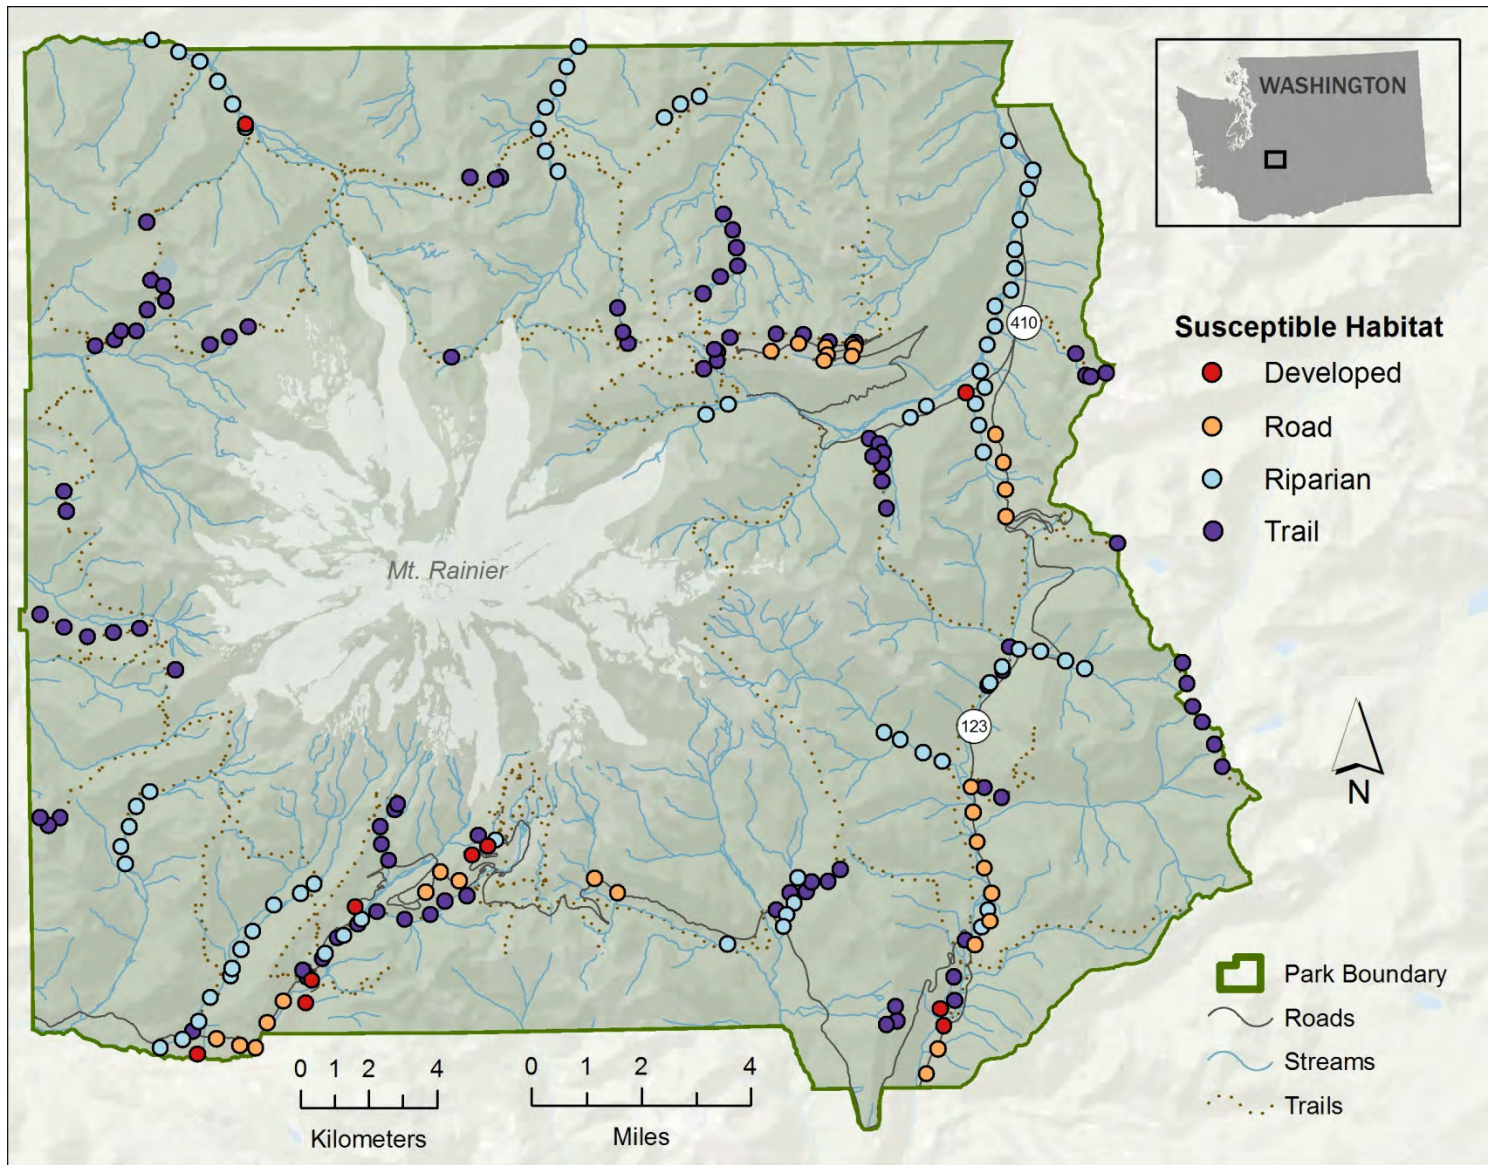 WASHINGTON
410
Susceptible Habitat
Developed
Road
Riparian
Trail
Mt. Rainier
123
N
Park Boundary
Roads
Streams
Trails
0 1 2 4
Kilometers
0 2 4
Miles